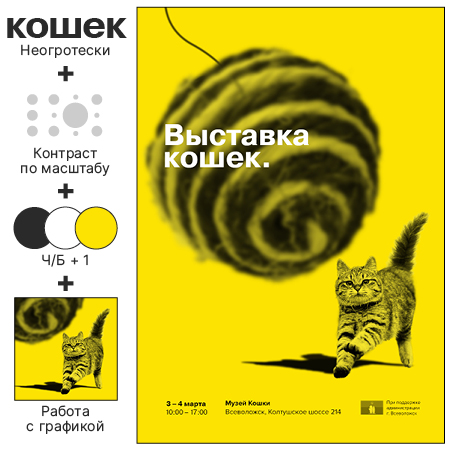 кошек
Неогротески
+
Контраст
по масштабу
+
Ч/Б + 1
+
Работа
с графикой
Выставка
кошек.
3 – 4 марта
10:00 – 17:00
Музей Кошки
Всеволожск, Колтушское шоссе 214
При поддержке
администрации
г. Всеволожск